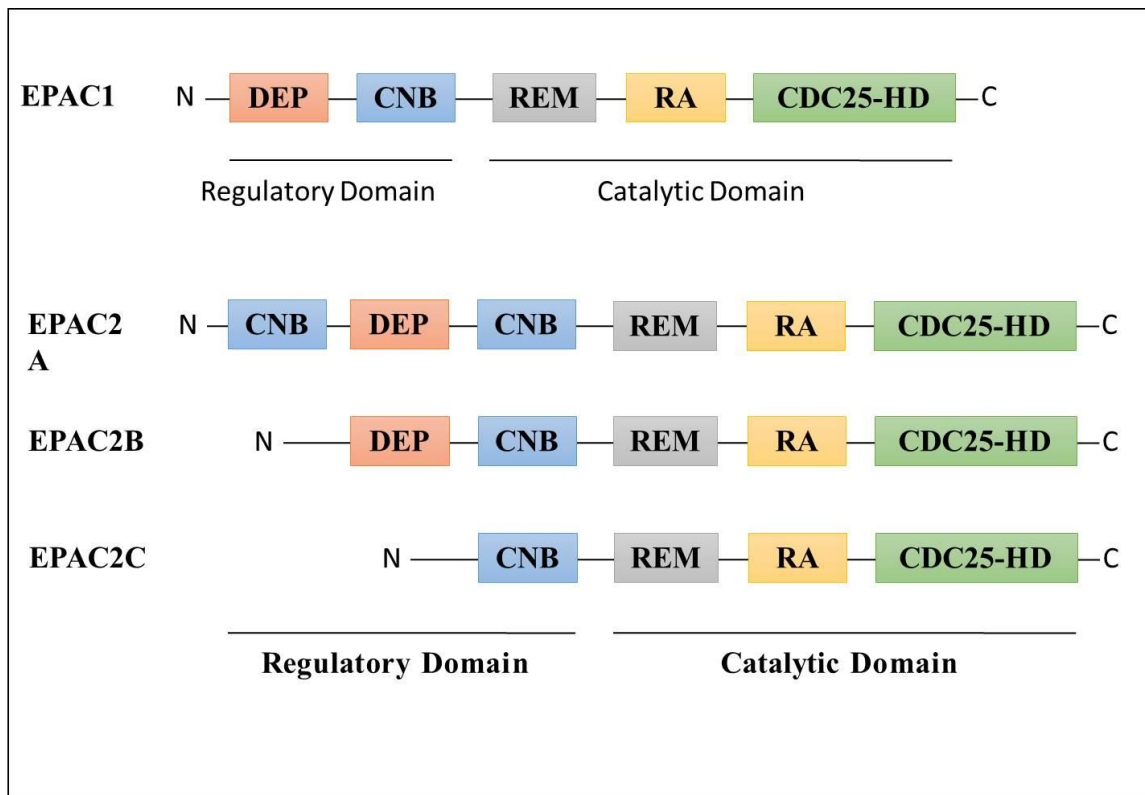 EPAC1 N DEP CNB REM RA CDC25-HD C
Regulatory Domain Catalytic Domain
EPAC2 N CNB DEP CNB REM RA CDC25-HD C
A
EPAC2B N DEP CNB REM RA CDC25-HD C
EPAC2C N CNB REM RA CDC25-HD C
Regulatory Domain Catalytic Domain